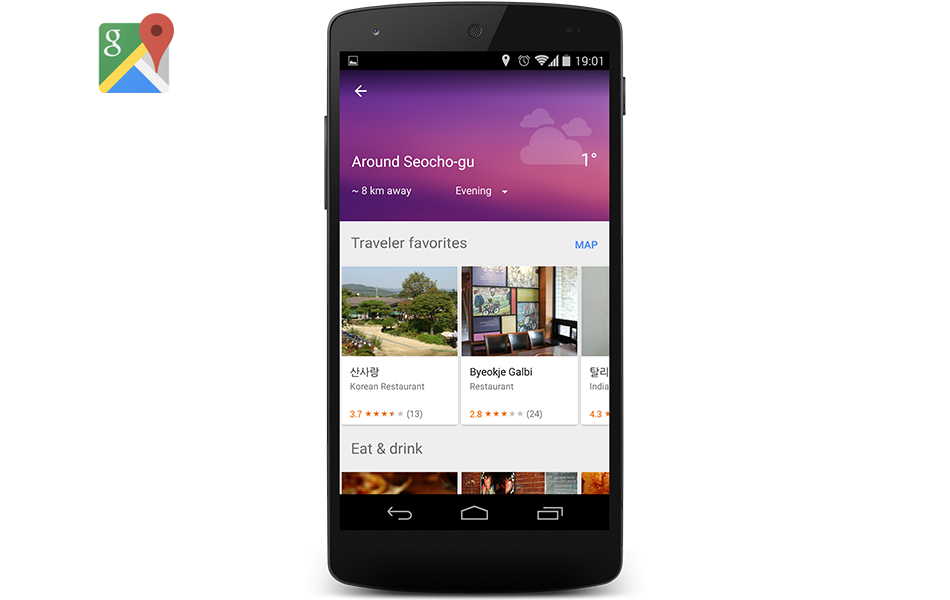 g
19:01
Around Seocho-gu
1°
~ 8 km away
Evening
Traveler favorites
MAP
산사랑
Korean Restaurant
3.7 ★★★★★ (13)
Byeokje Galbi
Restaurant
2.8 ★★★★★ (24)
탈리
India
4.3 ★
Eat & drink